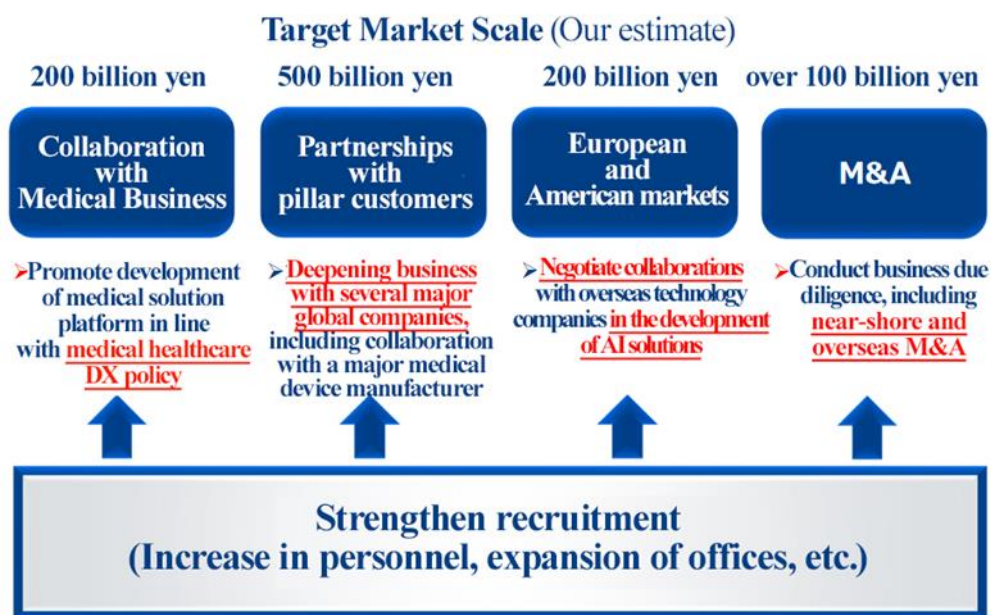 Target Market Scale (Our estimate)
200 billion yen
500 billion yen
200 billion yen
over 100 billion yen
Collaboration
with
Medical Business
Partnerships
with
pillar customers
European
and
American markets
M&A
➢Promote development
of medical solution
platform in line
with medical healthcare
DX policy
➢Deepening business
with several major
global companies,
including collaboration
with a major medical
device manufacturer
➢Negotiate collaborations
with overseas technology
companies in the development
of AI solutions
➢Conduct business due
diligence, including
near-shore and
overseas M&A
Strengthen recruitment
(Increase in personnel, expansion of offices, etc.)